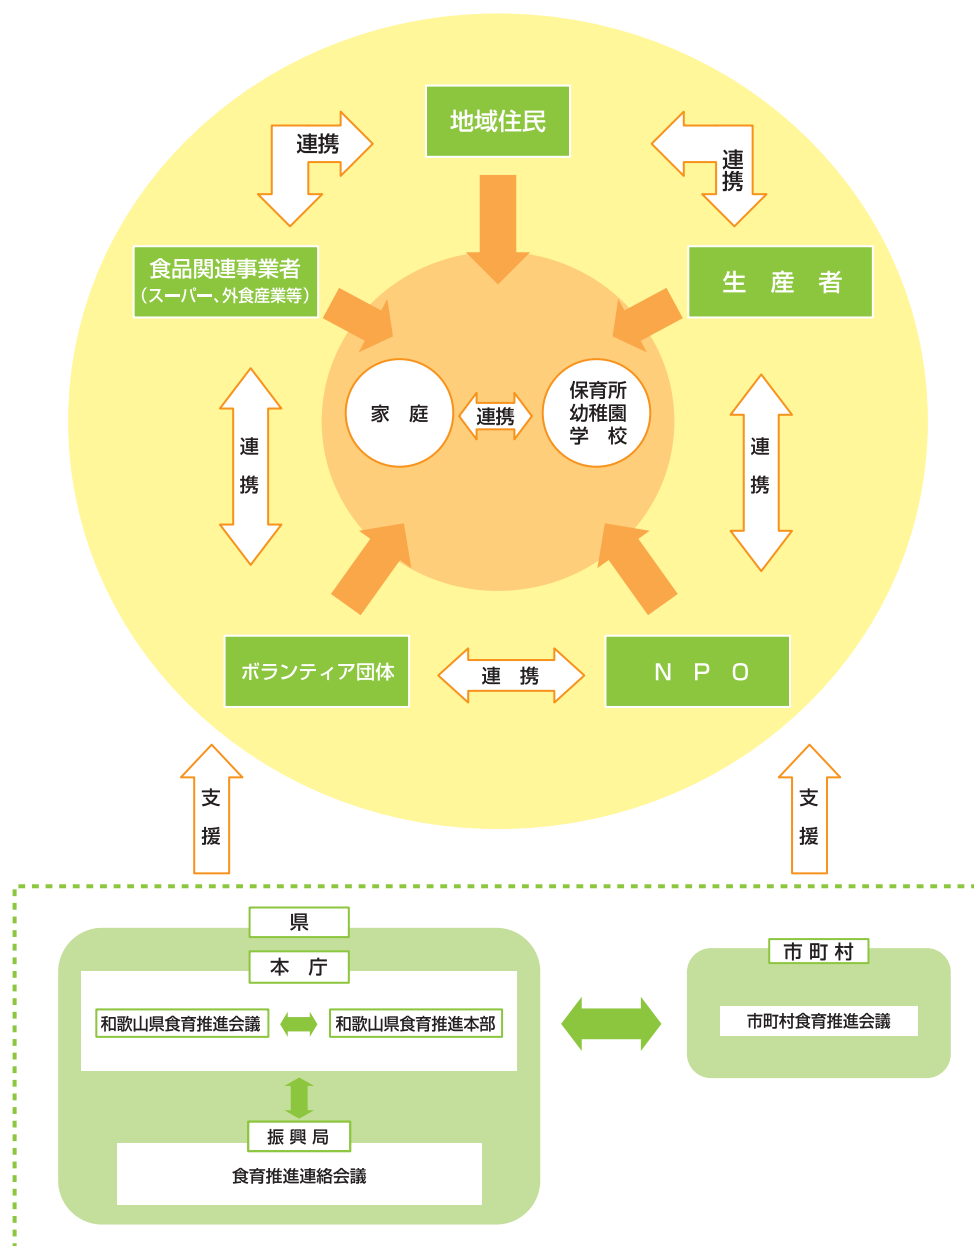 地域住民
連携
連
携
食品関連事業者
（スーパー、外食産業等）
生　産　者
家　庭
連携
保育所
幼稚園
学　校
連
携
連
携
ボランティア団体
連　携
Ｎ　Ｐ　Ｏ
支
援
支
援
県
本　庁
和歌山県食育推進会議
和歌山県食育推進本部
振 興 局
食育推進連絡会議
市 町 村
市町村食育推進会議